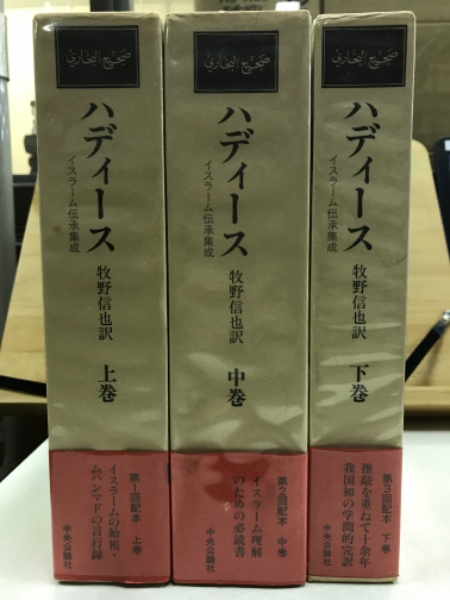 صحيح البخاري
ハディース
イスラーム伝承集成
牧野信也訳
上巻
第1回配本 上巻
イスラームの始祖・
ムハンマドの言行録
中央公論社
صحيح البخاري
ハディース
イスラーム伝承集成
牧野信也訳
中巻
第2回配本 中巻
イスラーム理解
のための必読書
中央公論社
صحيح البخاري
ハディース
イスラーム伝承集成
牧野信也訳
下巻
第3回配本 下巻
推敲を重ねて十余年
我国初の学問的完訳
中央公論社